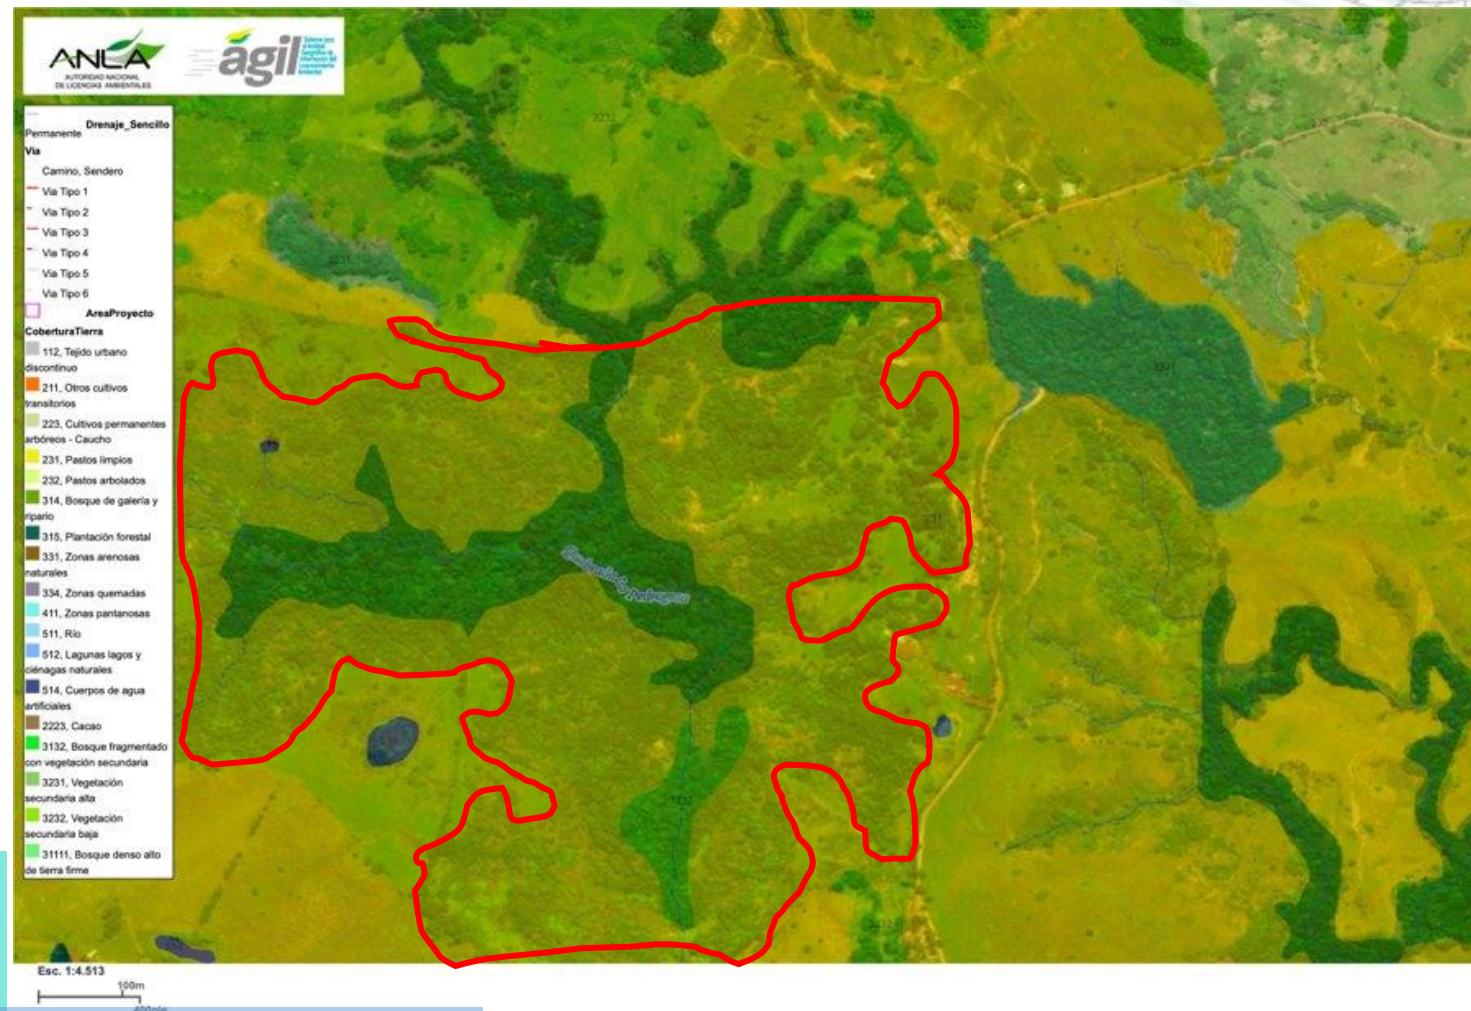 ANLA
AUTORIDAD NACIONAL
DE LICENCIAS AMBIENTALES
ágil
Drenaje_Sencillo
Permanente
Via
Camino, Sendero
Via Tipo 1
Via Tipo 2
Via Tipo 3
Via Tipo 4
Via Tipo 5
Via Tipo 6
AreaProyecto
CoberturaTierra
112, Tejido urbano
discontinuo
211, Otros cultivos
transitorios
223, Cultivos permanentes
arbóreos - Caucho
231, Pastos limpios
232, Pastos arbolados
314, Bosque de galería y
ripario
315, Plantación forestal
331, Zonas arenosas
naturales
334, Zonas quemadas
411, Zonas pantanosas
511, Río
512, Lagunas lagos y
ciénagas naturales
514, Cuerpos de agua
artificiales
2223, Cacao
3132, Bosque fragmentado
con vegetación secundaria
3231, Vegetación
secundaria alta
3232, Vegetación
secundaria baja
31111, Bosque denso alto
de tierra firme
3232
3231
Esc. 1:4.513
100m